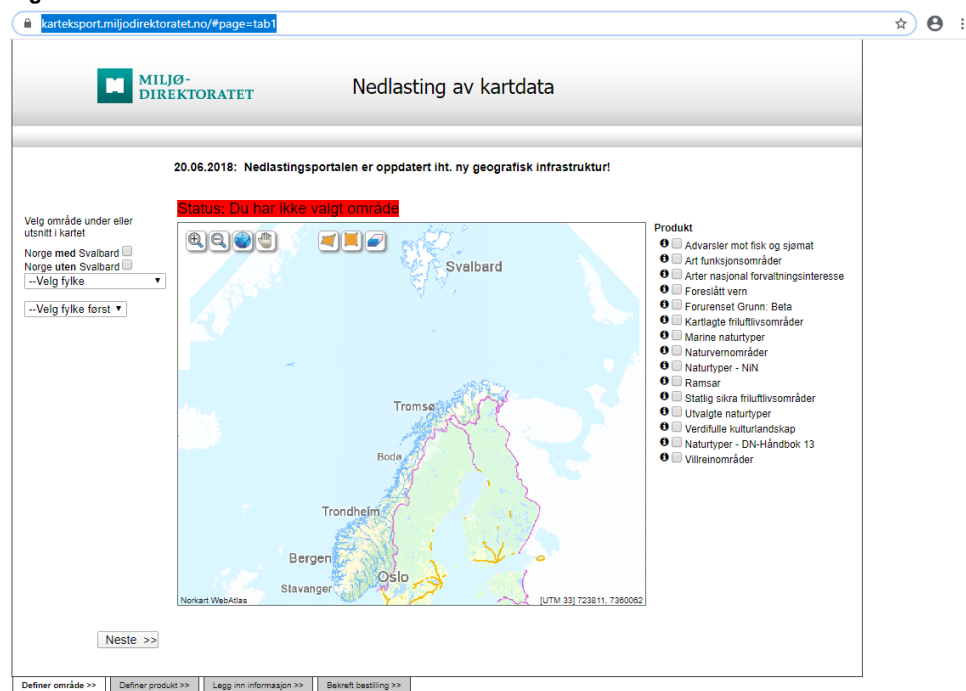 karteksport.miljodirektoratet.no/#page=tab1
MILJØ-
DIREKTORATET
Nedlasting av kartdata
20.06.2018: Nedlastingsportalen er oppdatert iht. ny geografisk infrastruktur!
Status: Du har ikke valgt område
Velg område under eller
utsnitt i kartet
Norge med Svalbard
Norge uten Svalbard
--Velg fylke
--Velg fylke først
Svalbard
Tromsø
Bodø
Trondheim
Bergen
Oslo
Stavanger
Norkart WebAtlas
[UTM 33] 723811, 7360062
Produkt
Advarsler mot fisk og sjømat
Art funksjonsområder
Arter nasjonal forvaltningsinteresse
Foreslått vern
Forurenset Grunn: Beta
Kartlagte friluftlivsområder
Marine naturtyper
Naturvernområder
Naturtyper - NiN
Ramsar
Statlig sikra friluftlivsområder
Utvalgte naturtyper
Verdifulle kulturlandskap
Naturtyper - DN-Håndbok 13
Villreinområder
Neste >>
Definer område >>
Definer produkt >>
Legg inn informasjon >>
Bekreft bestilling >>